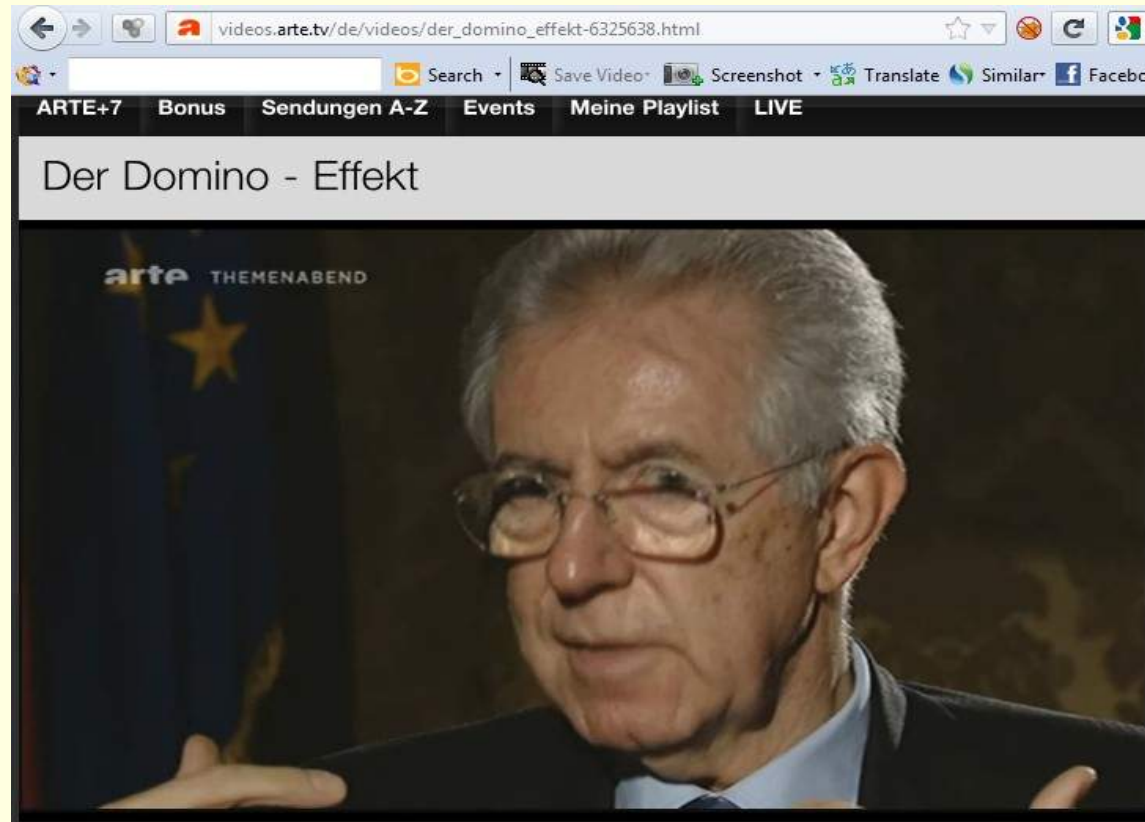 videos.arte.tv/de/videos/der_domino_effekt-6325638.html
Search Save Video Screenshot Translate Similar Facebo
ARTE+7 Bonus Sendungen A-Z Events Meine Playlist LIVE
Der Domino - Effekt
arte THEMENABEND